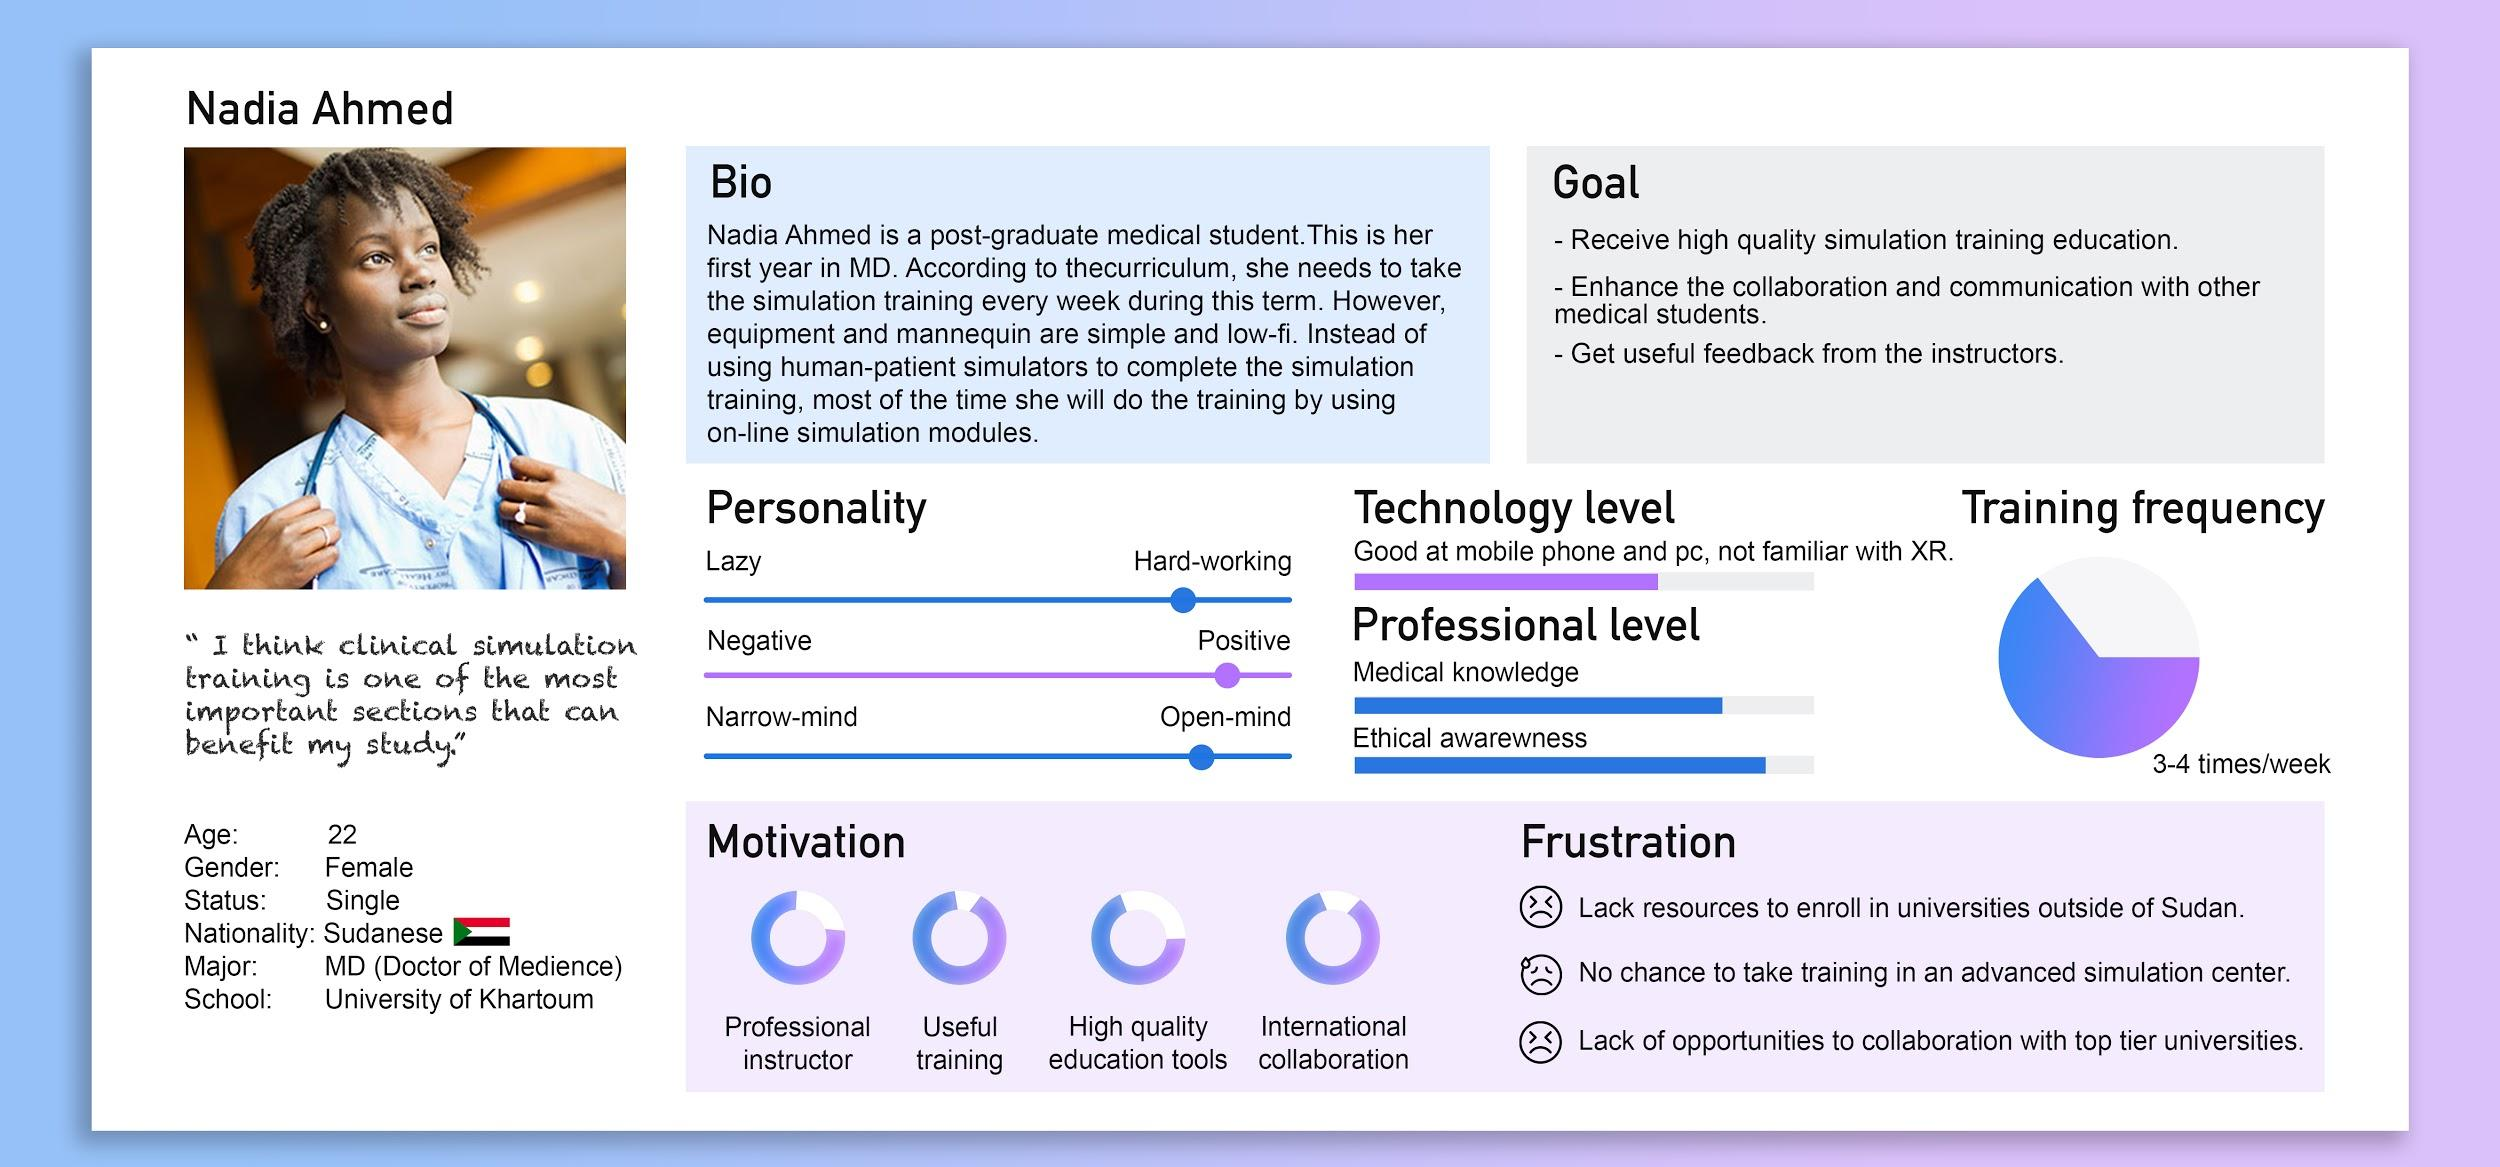 Nadia Ahmed
“ I think clinical simulation
training is one of the most
important sections that can
benefit my study.”
Age: 22
Gender: Female
Status: Single
Nationality: Sudanese
Major: MD (Doctor of Medience)
School: University of Khartoum
Bio
Nadia Ahmed is a post-graduate medical student.This is her
first year in MD. According to thecurriculum, she needs to take
the simulation training every week during this term. However,
equipment and mannequin are simple and low-fi. Instead of
using human-patient simulators to complete the simulation
training, most of the time she will do the training by using
on-line simulation modules.
Goal
- Receive high quality simulation training education.
- Enhance the collaboration and communication with other
medical students.
- Get useful feedback from the instructors.
Personality
Lazy Hard-working
Negative Positive
Narrow-mind Open-mind
Technology level
Good at mobile phone and pc, not familiar with XR.
Professional level
Medical knowledge
Ethical awarewness
Training frequency
3-4 times/week
Motivation
Professional
instructor
Useful
training
High quality
education tools
International
collaboration
Frustration
Lack resources to enroll in universities outside of Sudan.
No chance to take training in an advanced simulation center.
Lack of opportunities to collaboration with top tier universities.